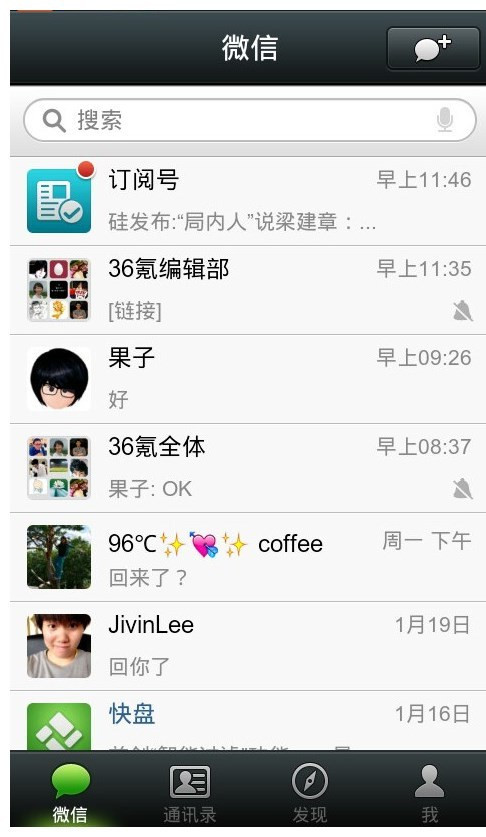 微信
搜索
订阅号 早上11:46
硅发布:“局内人”说梁建章：...
36氪编辑部 早上11:35
[链接]
果子 早上09:26
好
36氪全体 早上08:37
果子: OK
96℃✨💘✨ coffee 周一 下午
回来了？
JivinLee 1月19日
回你了
快盘 1月16日
微信 通讯录 发现 我